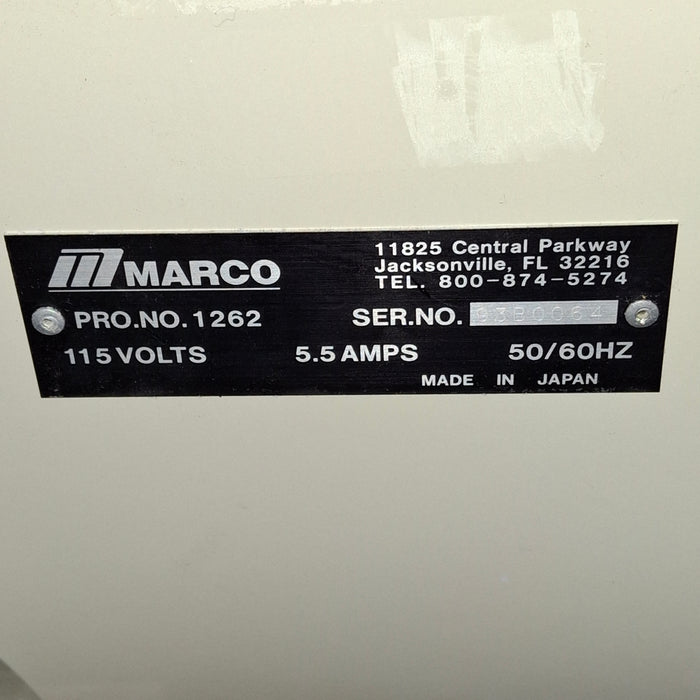 MARCO
11825 Central Parkway
Jacksonville, FL 32216
TEL. 800-874-5274
PRO.NO. 1262
SER.NO. 93B0064
115 VOLTS
5.5 AMPS
50/60HZ
MADE IN JAPAN